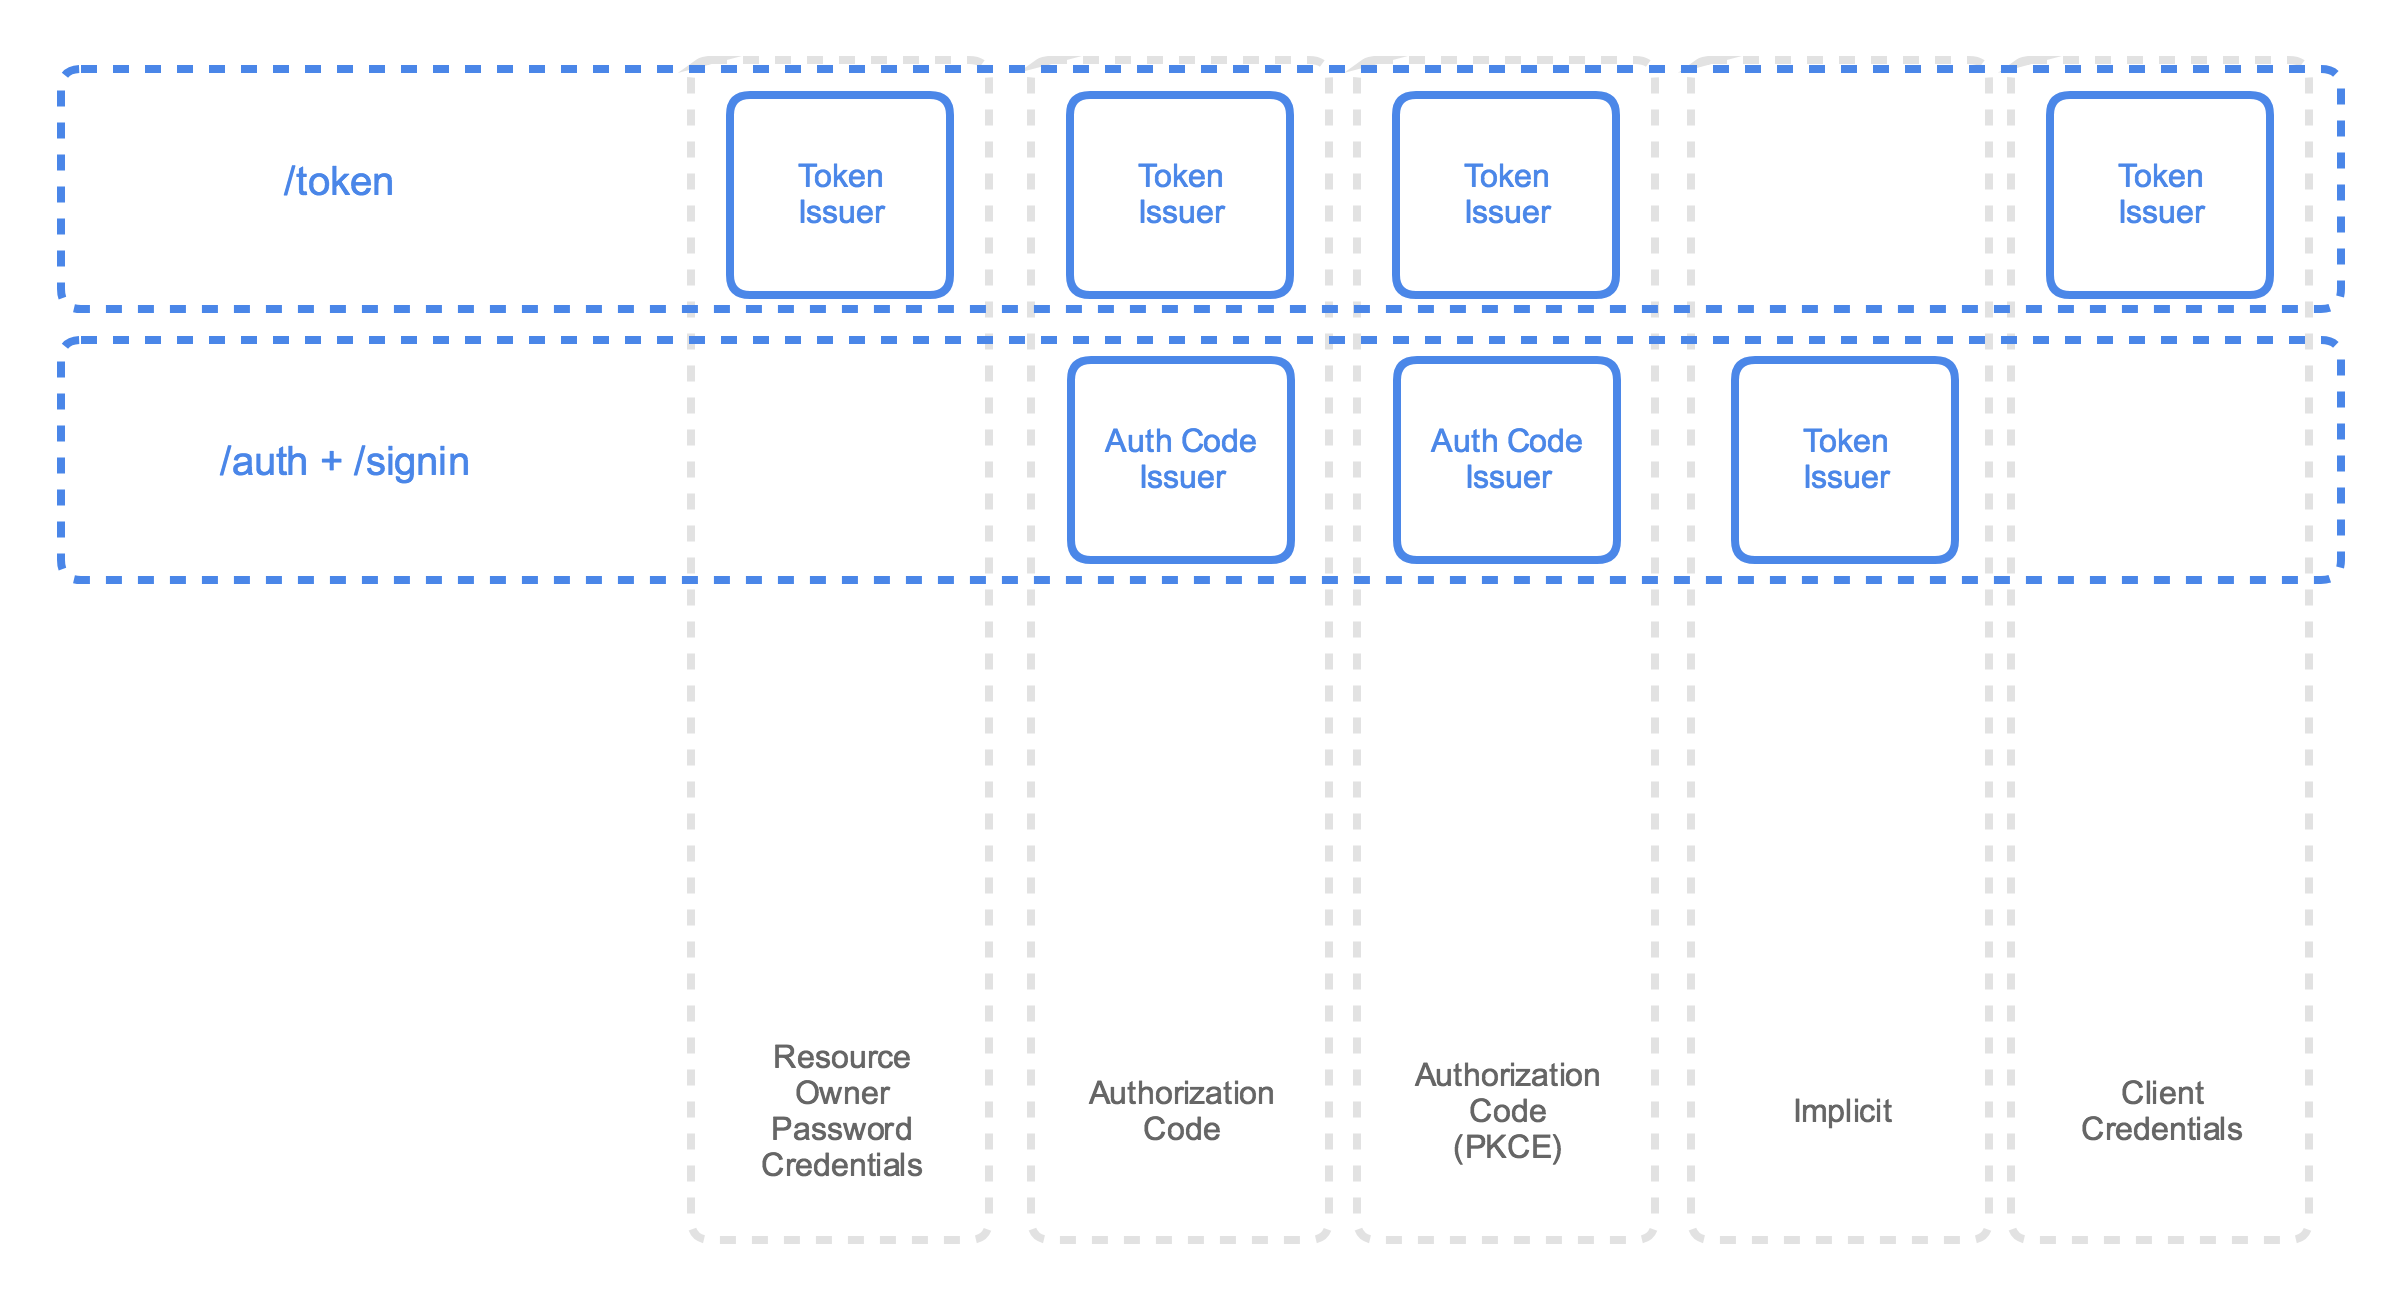 /token
Token
Issuer
Token
Issuer
Token
Issuer
Token
Issuer
/auth + /signin
Auth Code
Issuer
Auth Code
Issuer
Token
Issuer
Resource
Owner
Password
Credentials
Authorization
Code
Authorization
Code
(PKCE)
Implicit
Client
Credentials